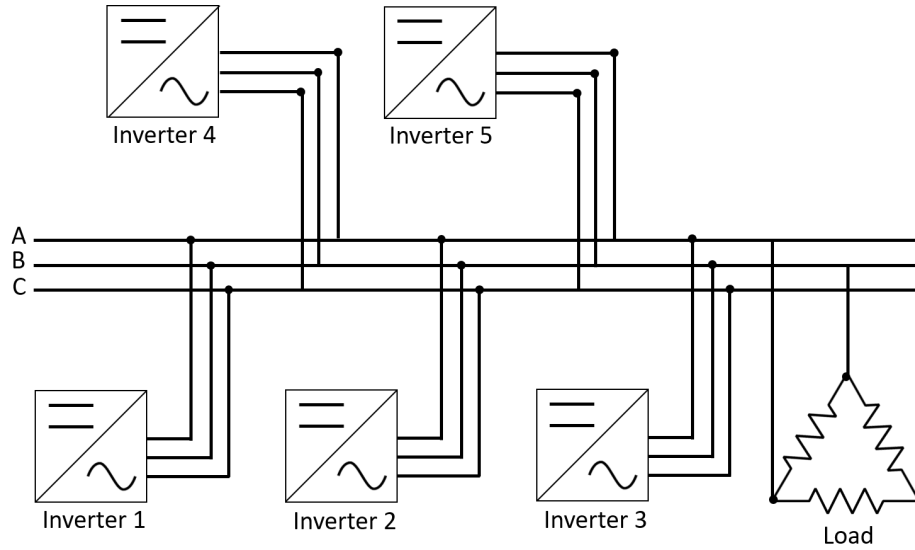 Inverter 4
Inverter 5
A
B
C
Inverter 1
Inverter 2
Inverter 3
Load